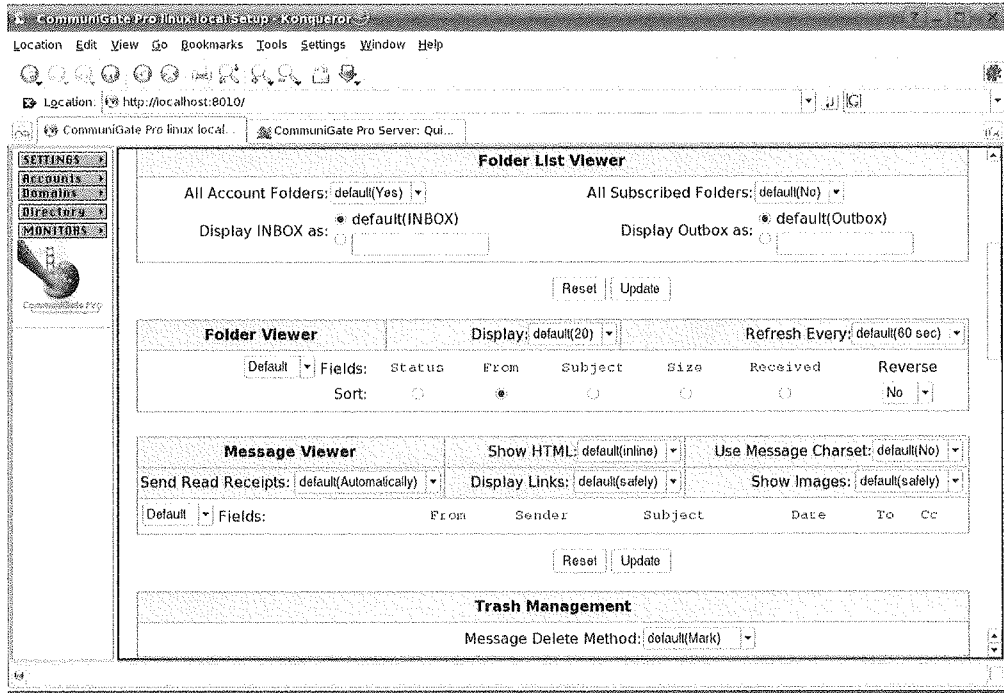 CommuniGate Pro linux.local Setup - Konqueror
Location Edit View Go Bookmarks Tools Settings Window Help
Location: http://localhost:8010/
CommuniGate Pro linux local... CommuniGate Pro Server: Qui...
SETTINGS
Accounts
Domains
Directory
MONITORS
CommuniGate Pro
Folder List Viewer
All Account Folders: default(Yes) All Subscribed Folders: default(No)
Display INBOX as: default(INBOX) Display Outbox as: default(Outbox)
Reset Update
Folder Viewer Display: default(20) Refresh Every: default(60 sec)
Default Fields: Status From Subject Size Received Reverse
Sort: No
Message Viewer Show HTML: default(inline) Use Message Charset: default(No)
Send Read Receipts: default(Automatically) Display Links: default(safely) Show Images: default(safely)
Default Fields: From Sender Subject Date To Cc
Reset Update
Trash Management
Message Delete Method: default(Mark)